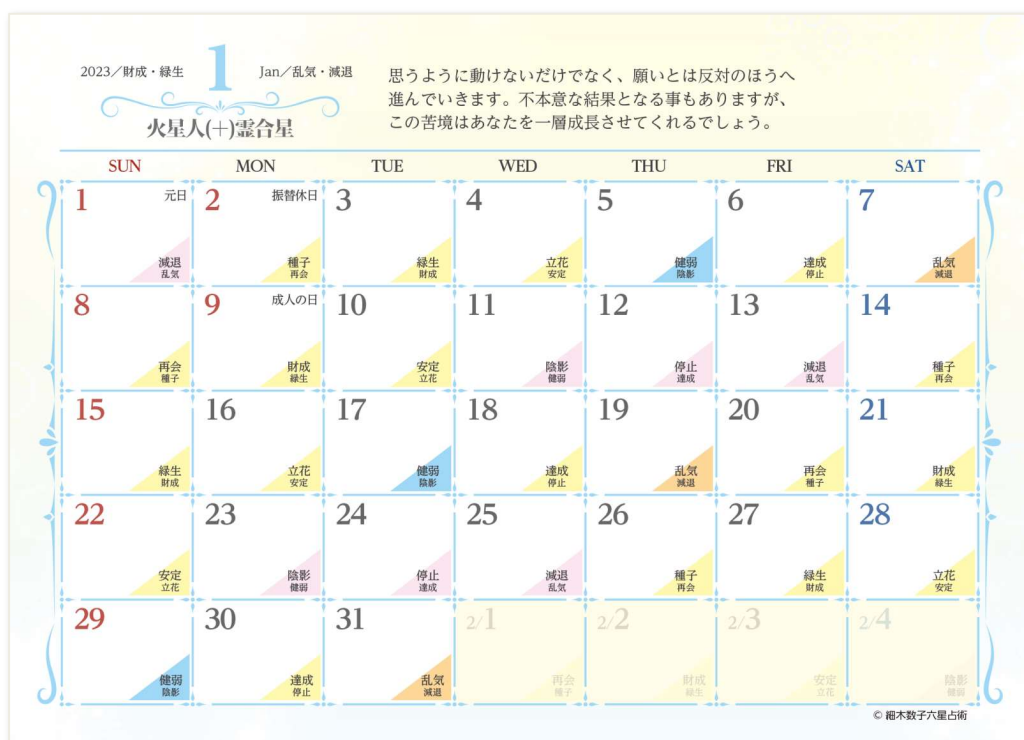 2023／財成・緑生
1
Jan／乱気・減退
火星人(＋)霊合星
思うように動けないだけでなく、願いとは反対のほうへ
進んでいきます。不本意な結果となる事もありますが、
この苦境はあなたを一層成長させてくれるでしょう。
SUN MON TUE WED THU FRI SAT
1 元日 2 振替休日 3 4 5 6 7
減退 種子 緑生 立花 健弱 達成 乱気
乱気 再会 財成 安定 陰影 停止 減退
8 9 成人の日 10 11 12 13 14
再会 財成 安定 陰影 停止 減退 種子
種子 緑生 立花 健弱 達成 乱気 再会
15 16 17 18 19 20 21
緑生 立花 健弱 達成 乱気 再会 財成
財成 安定 陰影 停止 減退 種子 緑生
22 23 24 25 26 27 28
安定 陰影 停止 減退 種子 緑生 立花
立花 健弱 達成 乱気 再会 財成 安定
29 30 31 2/1 2/2 2/3 2/4
健弱 達成 乱気 再会 財成 安定 陰影
陰影 停止 減退 種子 緑生 立花 健弱
© 細木数子六星占術